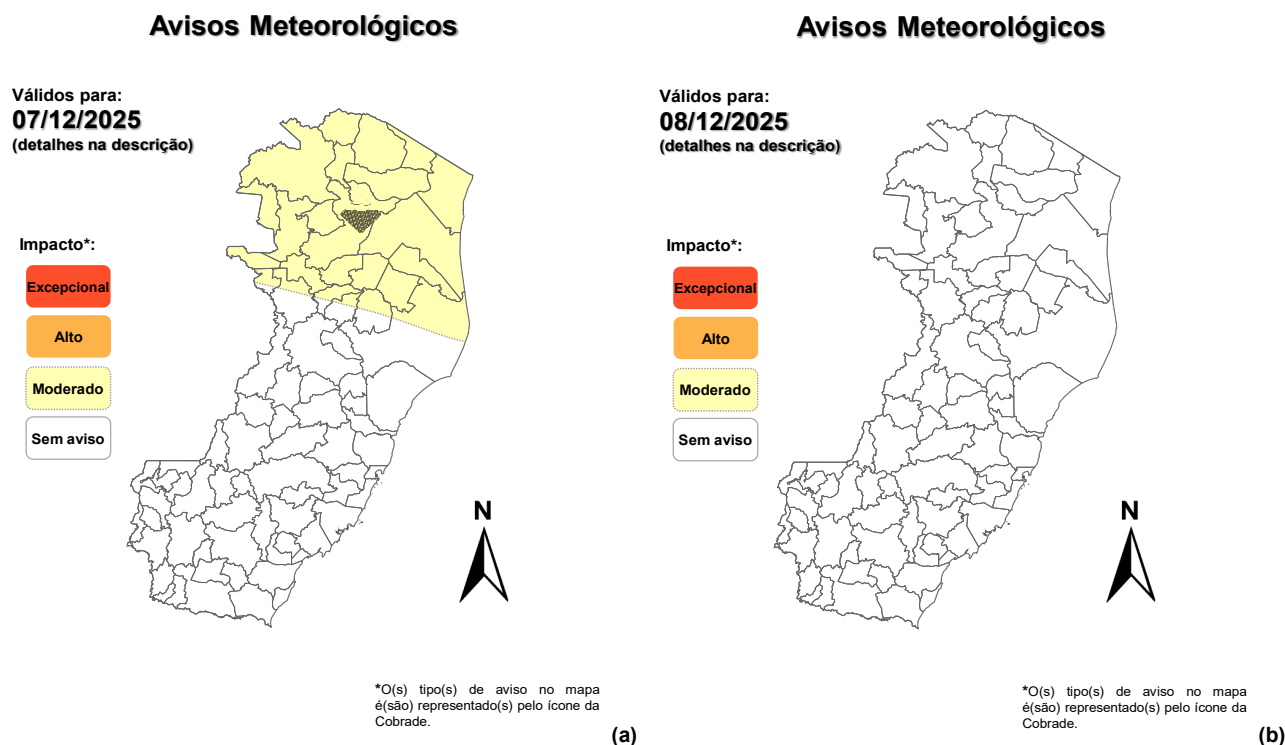 Avisos Meteorológicos
Válidos para:
07/12/2025
(detalhes na descrição)
Impacto*:
Excepcional
Alto
Moderado
Sem aviso
N
*O(s) tipo(s) de aviso no mapa
é(são) representado(s) pelo ícone da
Cobrade.
(a)
Avisos Meteorológicos
Válidos para:
08/12/2025
(detalhes na descrição)
Impacto*:
Excepcional
Alto
Moderado
Sem aviso
N
*O(s) tipo(s) de aviso no mapa
é(são) representado(s) pelo ícone da
Cobrade.
(b)